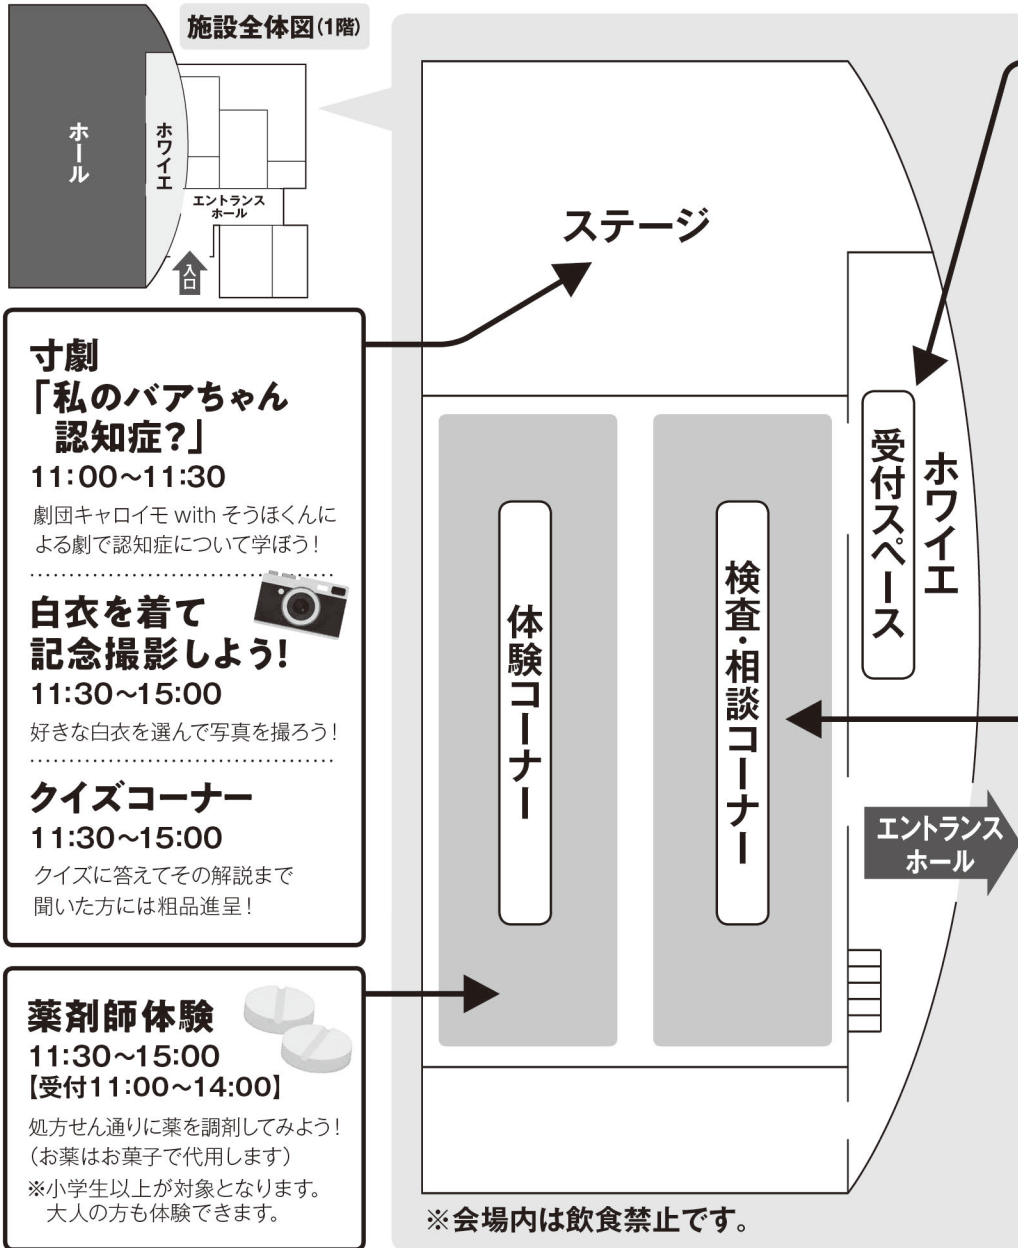 施設全体図(1階)
ホール
ホワイエ
エントランス
ホール
入口
寸劇
「私のバアちゃん
認知症?」
11:00～11:30
劇団キャロイモ with そうほくんに
よる劇で認知症について学ぼう!
白衣を着て
記念撮影しよう!
11:30～15:00
好きな白衣を選んで写真を撮ろう!
クイズコーナー
11:30～15:00
クイズに答えてその解説まで
聞いた方には粗品進呈!
薬剤師体験
11:30～15:00
【受付11:00～14:00】
処方せん通りに薬を調剤してみよう!
(お薬はお菓子で代用します)
※小学生以上が対象となります。
大人の方も体験できます。
ステージ
体験コーナー
検査・相談コーナー
受付スペース
ホワイエ
エントランス
ホール
※会場内は飲食禁止です。